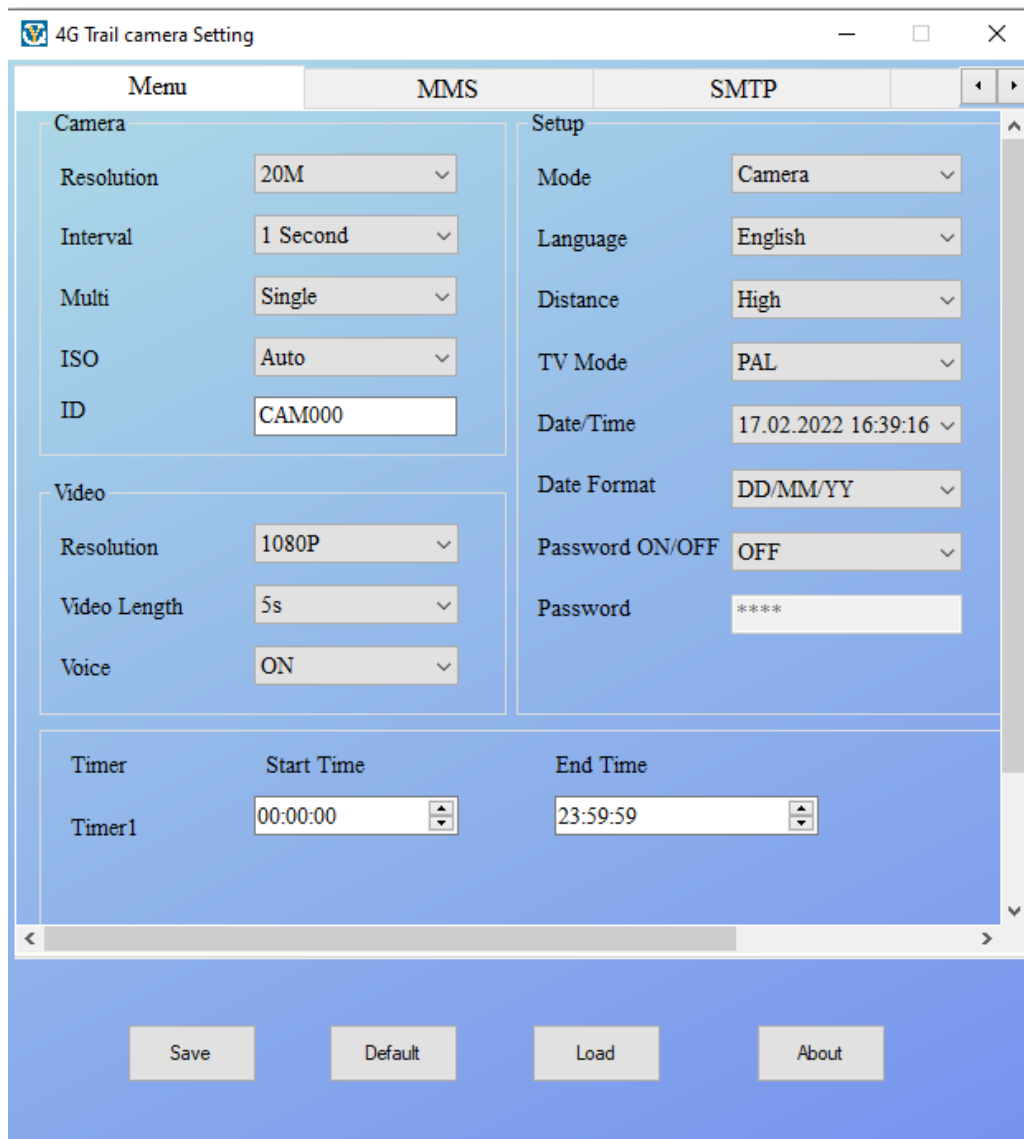 4G Trail camera Setting
Menu MMS SMTP
Camera
Resolution 20M
Interval 1 Second
Multi Single
ISO Auto
ID CAM000
Video
Resolution 1080P
Video Length 5s
Voice ON
Setup
Mode Camera
Language English
Distance High
TV Mode PAL
Date/Time 17.02.2022 16:39:16
Date Format DD/MM/YY
Password ON/OFF OFF
Password ****
Timer Start Time End Time
Timer1 00:00:00 23:59:59
Save Default Load About